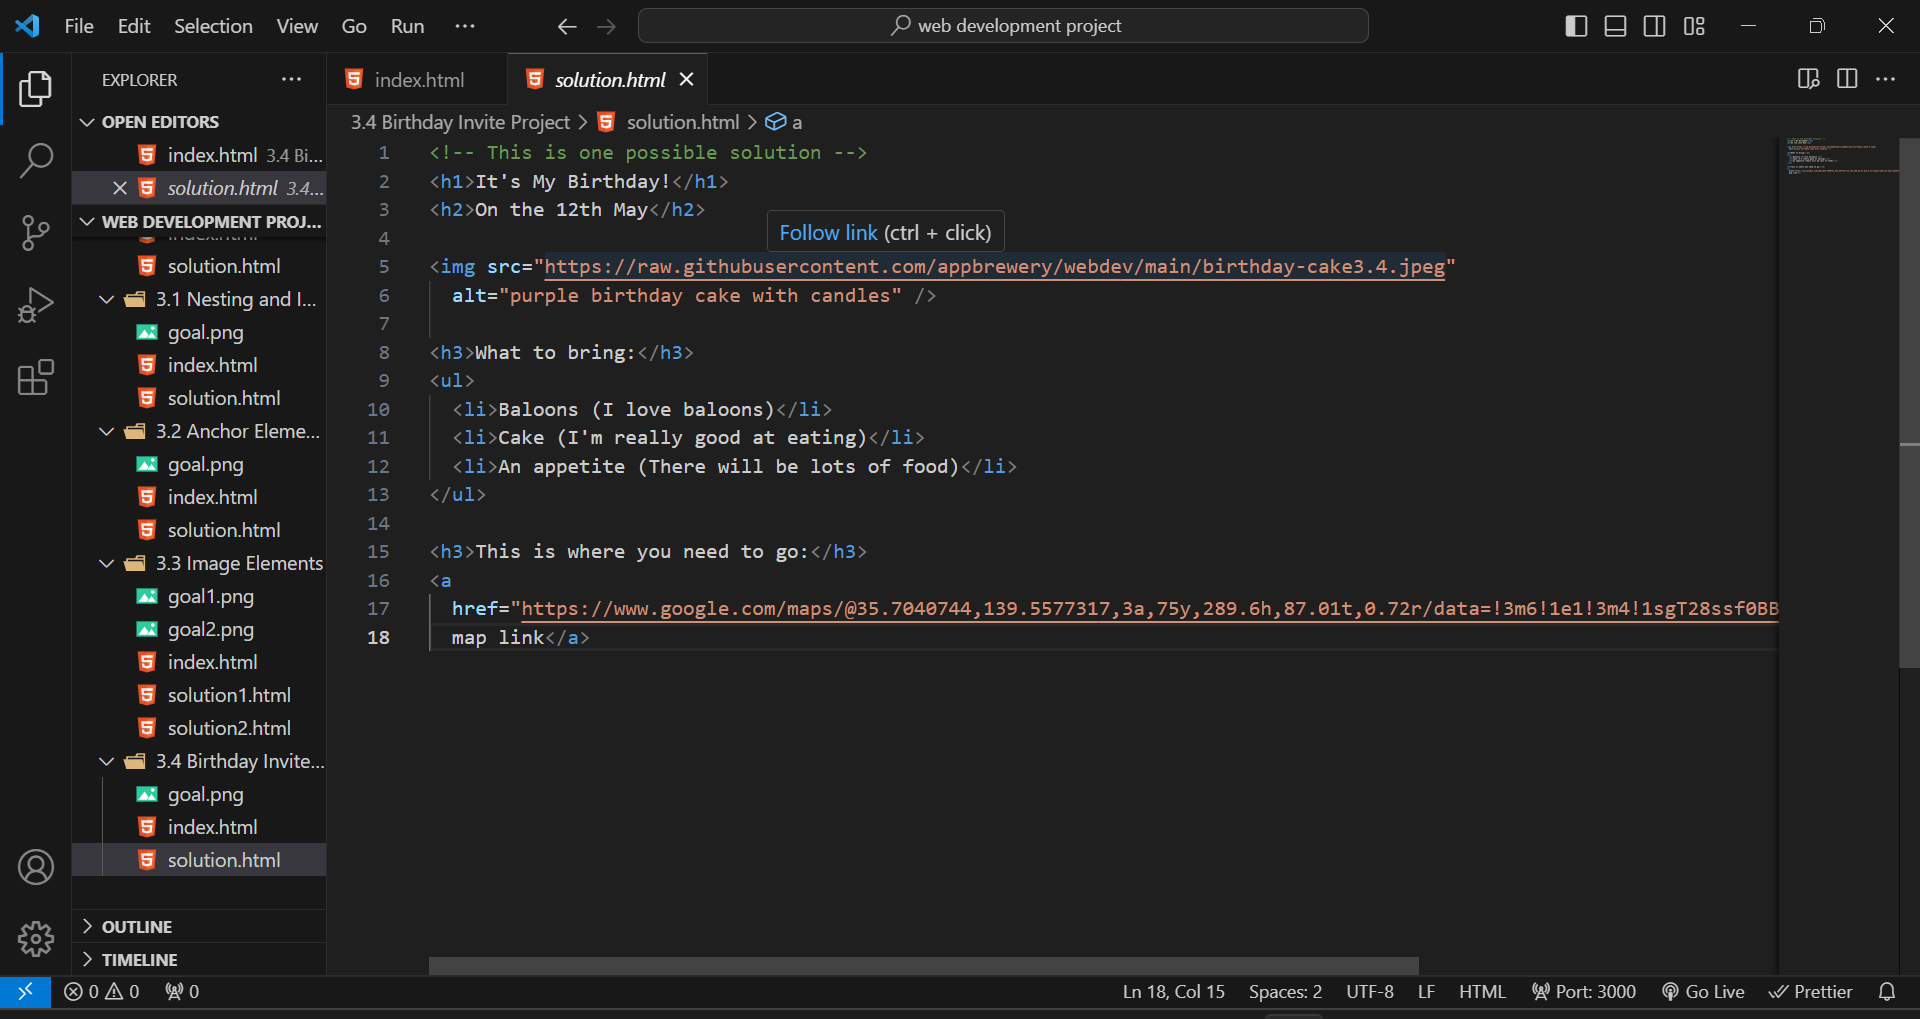 File Edit Selection View Go Run ···
web development project
EXPLORER ···
OPEN EDITORS
index.html 3.4 Bi...
solution.html 3.4...
WEB DEVELOPMENT PROJ...
solution.html
3.1 Nesting and I...
goal.png
index.html
solution.html
3.2 Anchor Eleme...
goal.png
index.html
solution.html
3.3 Image Elements
goal1.png
goal2.png
index.html
solution1.html
solution2.html
3.4 Birthday Invite...
goal.png
index.html
solution.html
OUTLINE
TIMELINE
index.html solution.html
3.4 Birthday Invite Project > solution.html > a
1 <!-- This is one possible solution -->
2 <h1>It's My Birthday!</h1>
3 <h2>On the 12th May</h2>
4
Follow link (ctrl + click)
5 <img src="https://raw.githubusercontent.com/appbrewery/webdev/main/birthday-cake3.4.jpeg"
6 alt="purple birthday cake with candles" />
7
8 <h3>What to bring:</h3>
9 <ul>
10 <li>Baloons (I love baloons)</li>
11 <li>Cake (I'm really good at eating)</li>
12 <li>An appetite (There will be lots of food)</li>
13 </ul>
14
15 <h3>This is where you need to go:</h3>
16 <a
17 href="https://www.google.com/maps/@35.7040744,139.5577317,3a,75y,289.6h,87.01t,0.72r/data=!3m6!1e1!3m4!1sgT28ssf0BB
18 map link</a>
0 0 0
Ln 18, Col 15 Spaces: 2 UTF-8 LF HTML Port: 3000 Go Live Prettier